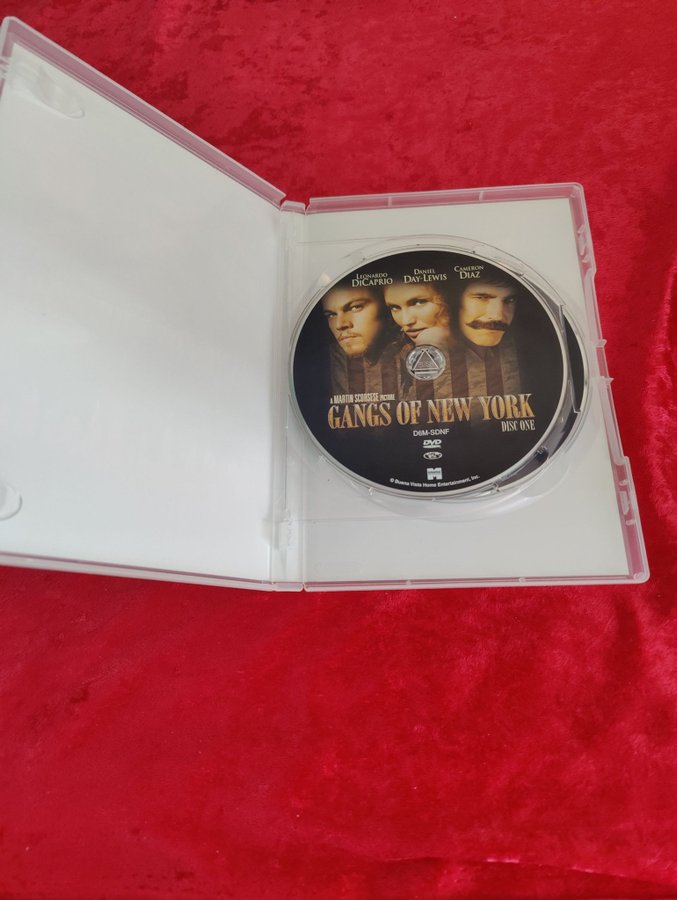 LEONARDO DICAPRIO
DANIEL DAY-LEWIS
CAMERON DIAZ
A MARTIN SCORSESE PICTURE
GANGS OF NEW YORK
DISC ONE
D6M-SDNF
DVD
© Buena Vista Home Entertainment, Inc.